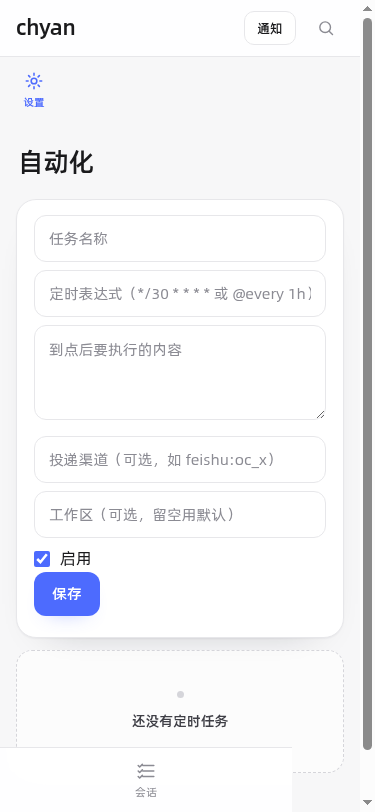 chyan
通知
设置
自动化
任务名称
定时表达式（*/30 * * * * 或 @every 1h）
到点后要执行的内容
投递渠道（可选，如 feishu:oc_x）
工作区（可选，留空用默认）
启用
保存
还没有定时任务
会话